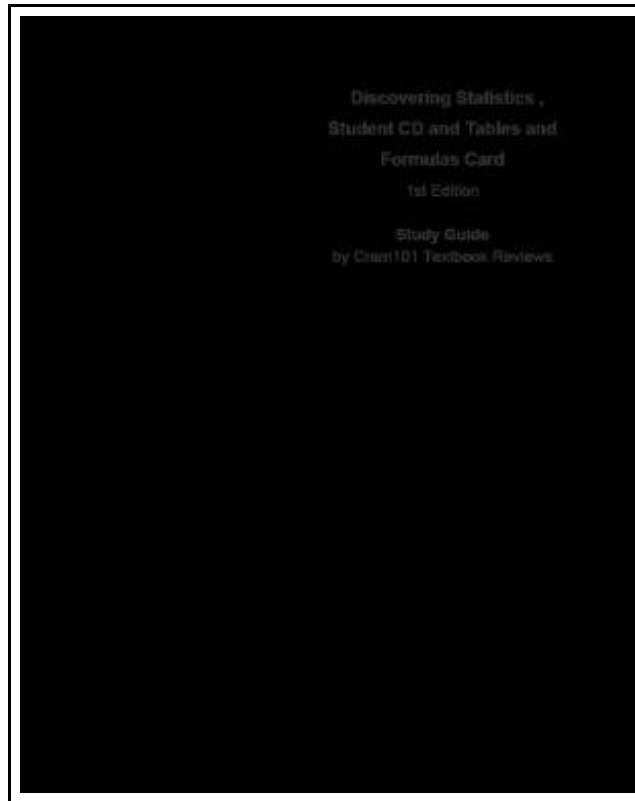 Discovering Statistics ,
Student CD and Tables and
Formulas Card
1st Edition
Study Guide
by Cram101 Textbook Reviews